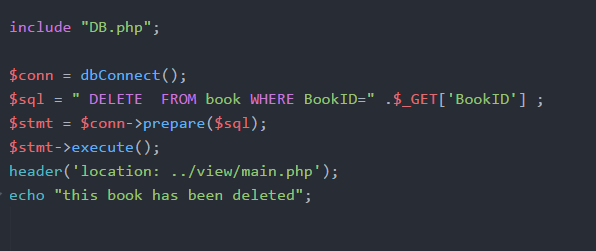 include "DB.php";
$conn = dbConnect();
$sql = " DELETE  FROM book WHERE BookID=" .$_GET['BookID'] ;
$stmt = $conn->prepare($sql);
$stmt->execute();
header('location: ../view/main.php');
echo "this book has been deleted";